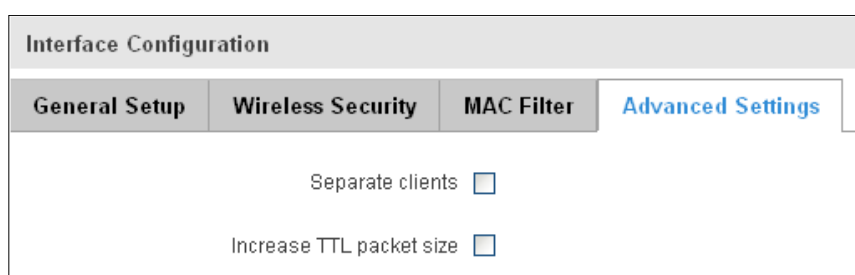 Interface Configuration
General Setup Wireless Security MAC Filter Advanced Settings
Separate clients
Increase TTL packet size